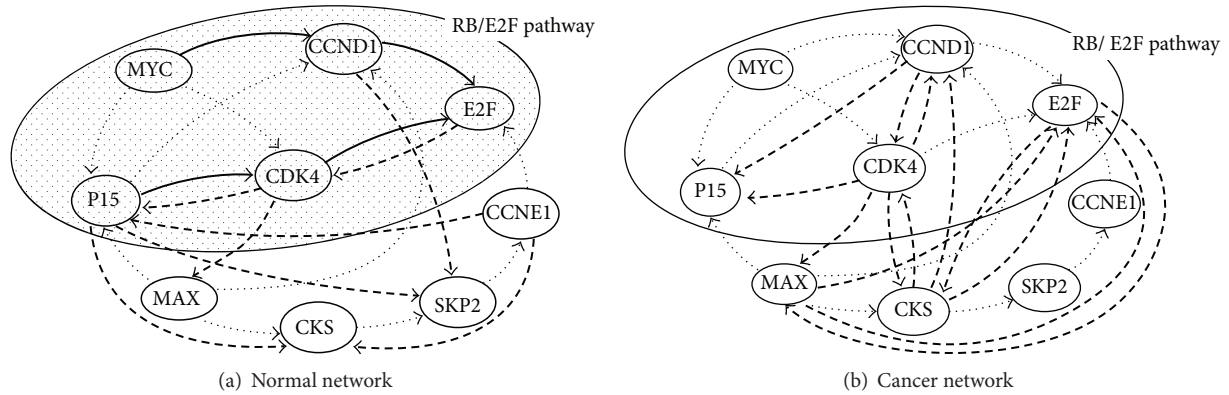 RB/E2F pathway
MYC
CCND1
E2F
CDK4
P15
CCNE1
MAX
SKP2
CKS
(a) Normal network
RB/ E2F pathway
CCND1
MYC
E2F
CDK4
P15
CCNE1
MAX
SKP2
CKS
(b) Cancer network